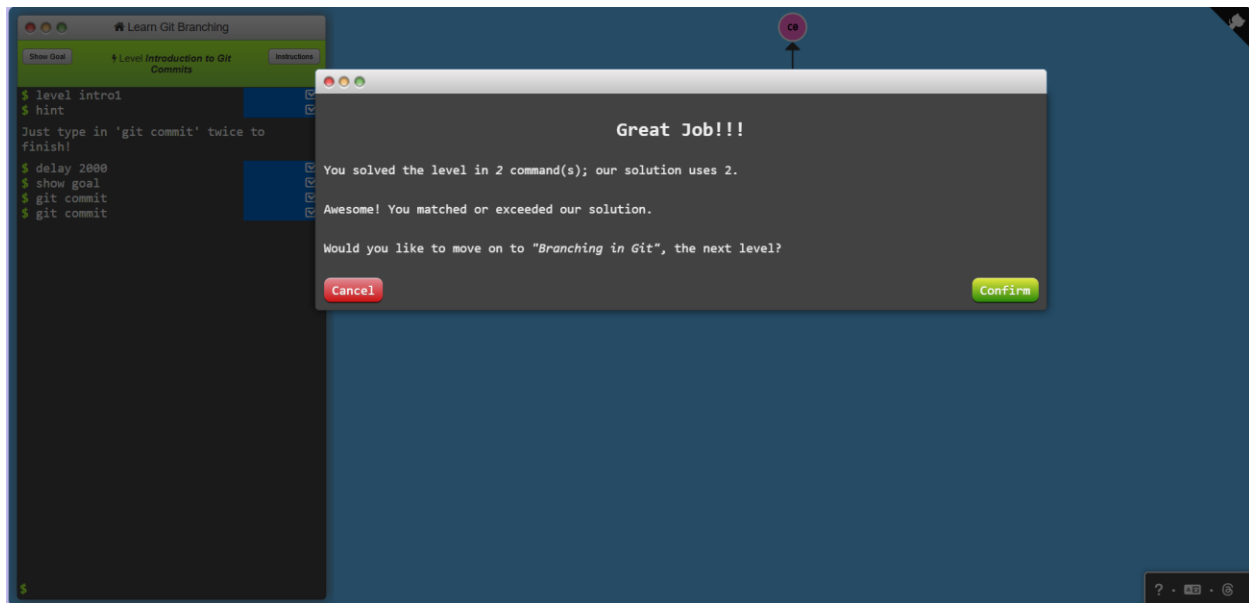 Learn Git Branching
Show Goal
Level Introduction to Git
Commits
Instructions
$ level intro1
$ hint
Just type in 'git commit' twice to
finish!
$ delay 2000
$ show goal
$ git commit
$ git commit
$
c0
Great Job!!!
You solved the level in 2 command(s); our solution uses 2.
Awesome! You matched or exceeded our solution.
Would you like to move on to "Branching in Git", the next level?
Cancel
Confirm
?